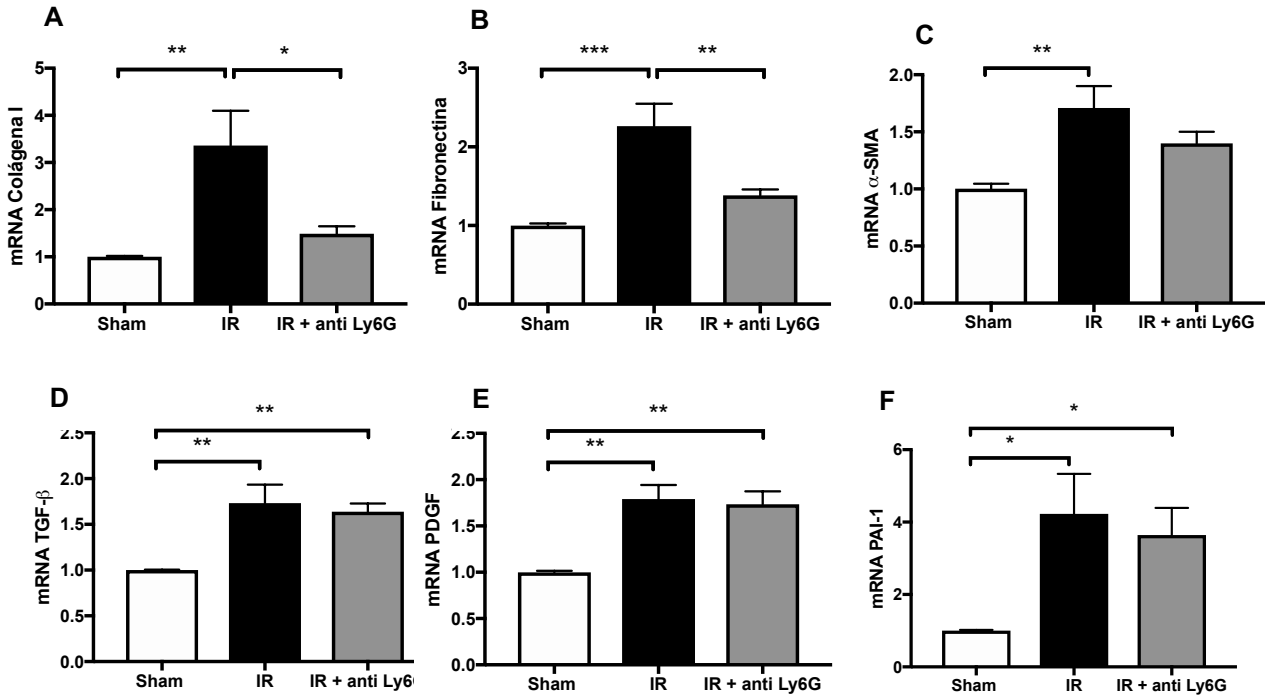 A
** *
mRNA Colágena I
5
4
3
2
1
0
Sham IR IR + anti Ly6G
B
*** **
mRNA Fibronectina
3
2
1
0
Sham IR IR + anti Ly6G
C
**
mRNA α-SMA
2.0
1.5
1.0
0.5
0.0
Sham IR IR + anti Ly6G
D
**
**
mRNA TGF-β
2.5
2.0
1.5
1.0
0.5
0.0
Sham IR IR + anti Ly6G
E
**
**
mRNA PDGF
2.5
2.0
1.5
1.0
0.5
0.0
Sham IR IR + anti Ly6G
F
*
*
mRNA PAI-1
6
4
2
0
Sham IR IR + anti Ly6G